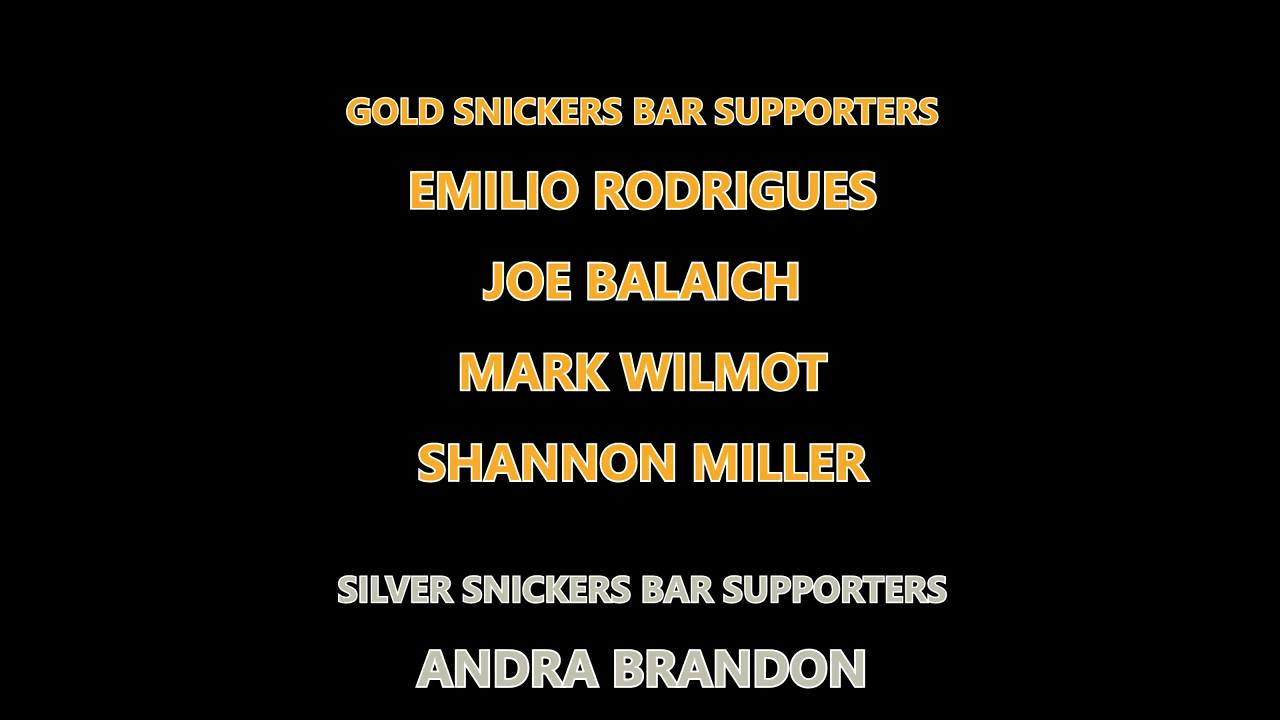 GOLD SNICKERS BAR SUPPORTERS
EMILIO RODRIGUES
JOE BALAICH
MARK WILMOT
SHANNON MILLER
SILVER SNICKERS BAR SUPPORTERS
ANDRA BRANDON